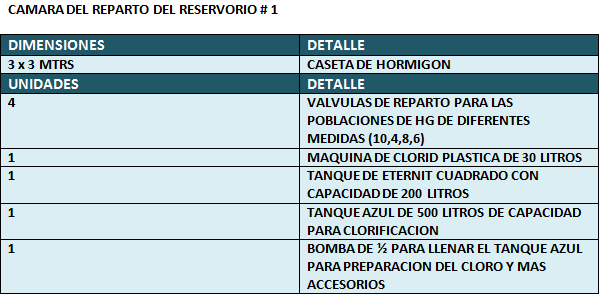 CAMARA DEL REPARTO DEL RESERVORIO # 1
DIMENSIONES DETALLE
3 x 3 MTRS CASETA DE HORMIGON
UNIDADES DETALLE
4 VALVULAS DE REPARTO PARA LAS
POBLACIONES DE HG DE DIFERENTES
MEDIDAS (10,4,8,6)
1 MAQUINA DE CLORID PLASTICA DE 30 LITROS
1 TANQUE DE ETERNIT CUADRADO CON
CAPACIDAD DE 200 LITROS
1 TANQUE AZUL DE 500 LITROS DE CAPACIDAD
PARA CLORIFICACION
1 BOMBA DE ½ PARA LLENAR EL TANQUE AZUL
PARA PREPARACION DEL CLORO Y MAS
ACCESORIOS